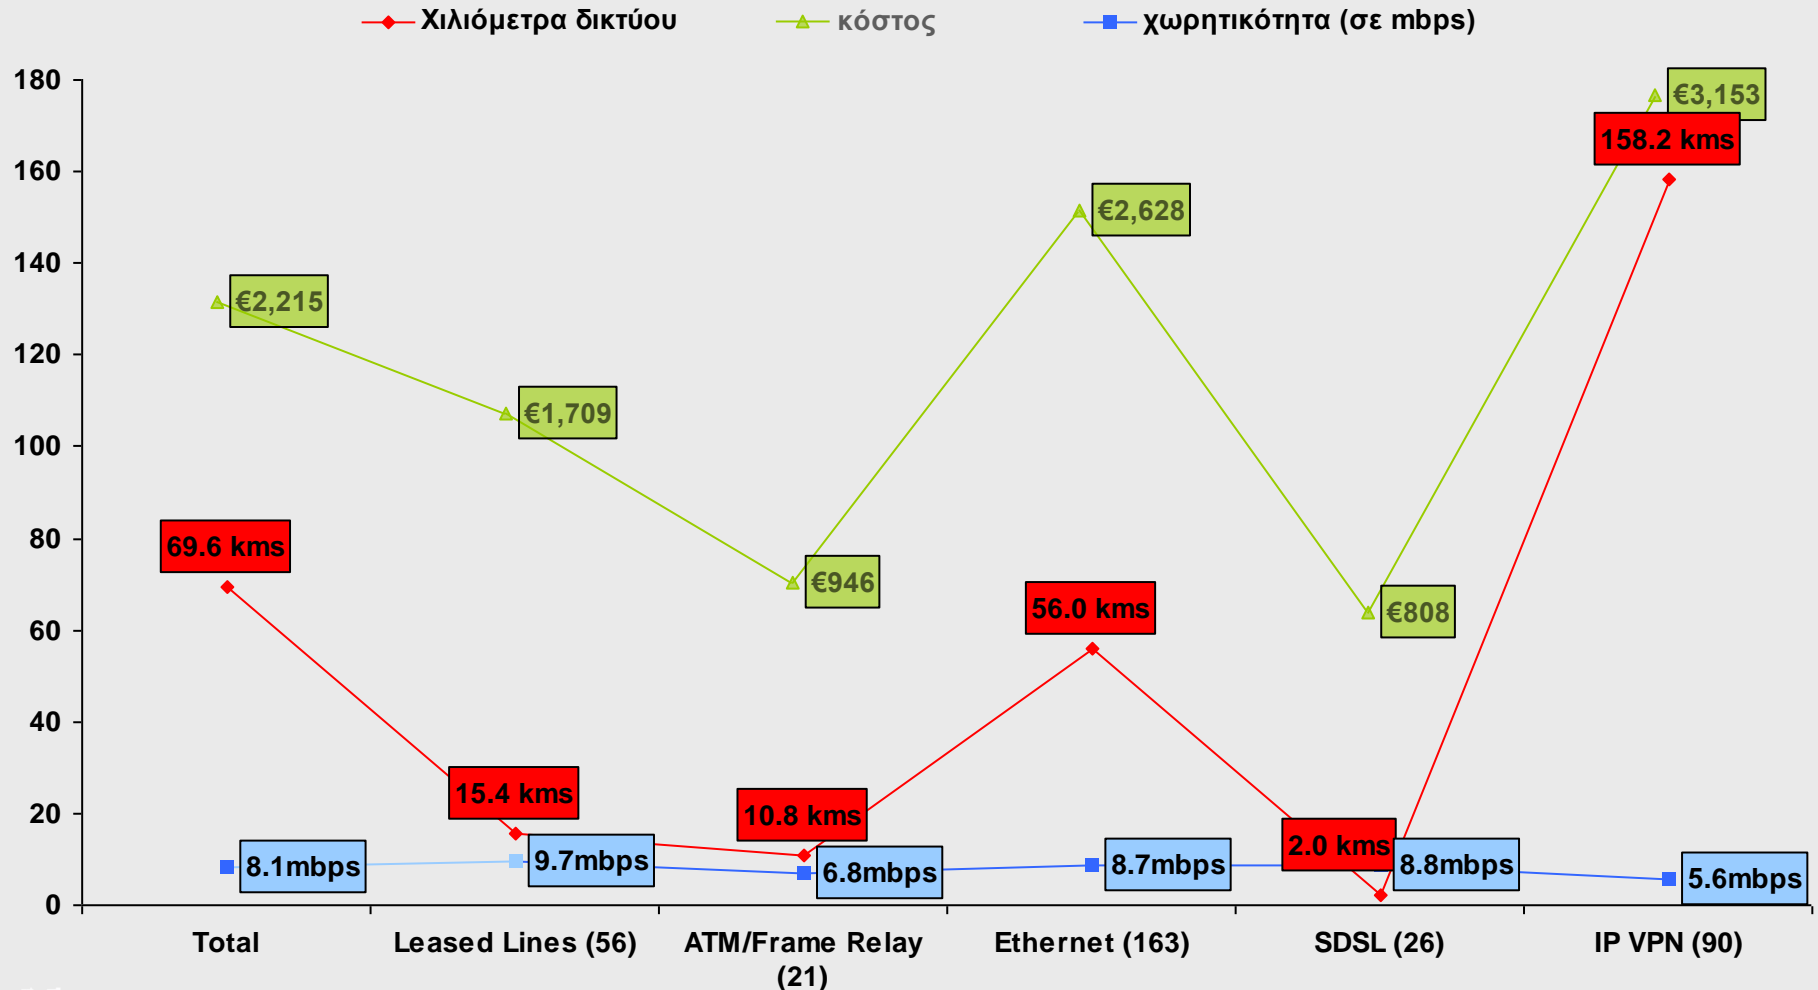 Χιλιόμετρα δικτύου
κόστος
χωρητικότητα (σε mbps)
180
160
140
120
100
80
60
40
20
0
€2,215
€1,709
€946
€2,628
€808
€3,153
69.6 kms
15.4 kms
10.8 kms
56.0 kms
2.0 kms
158.2 kms
8.1mbps
9.7mbps
6.8mbps
8.7mbps
8.8mbps
5.6mbps
Total
Leased Lines (56)
ATM/Frame Relay
(21)
Ethernet (163)
SDSL (26)
IP VPN (90)